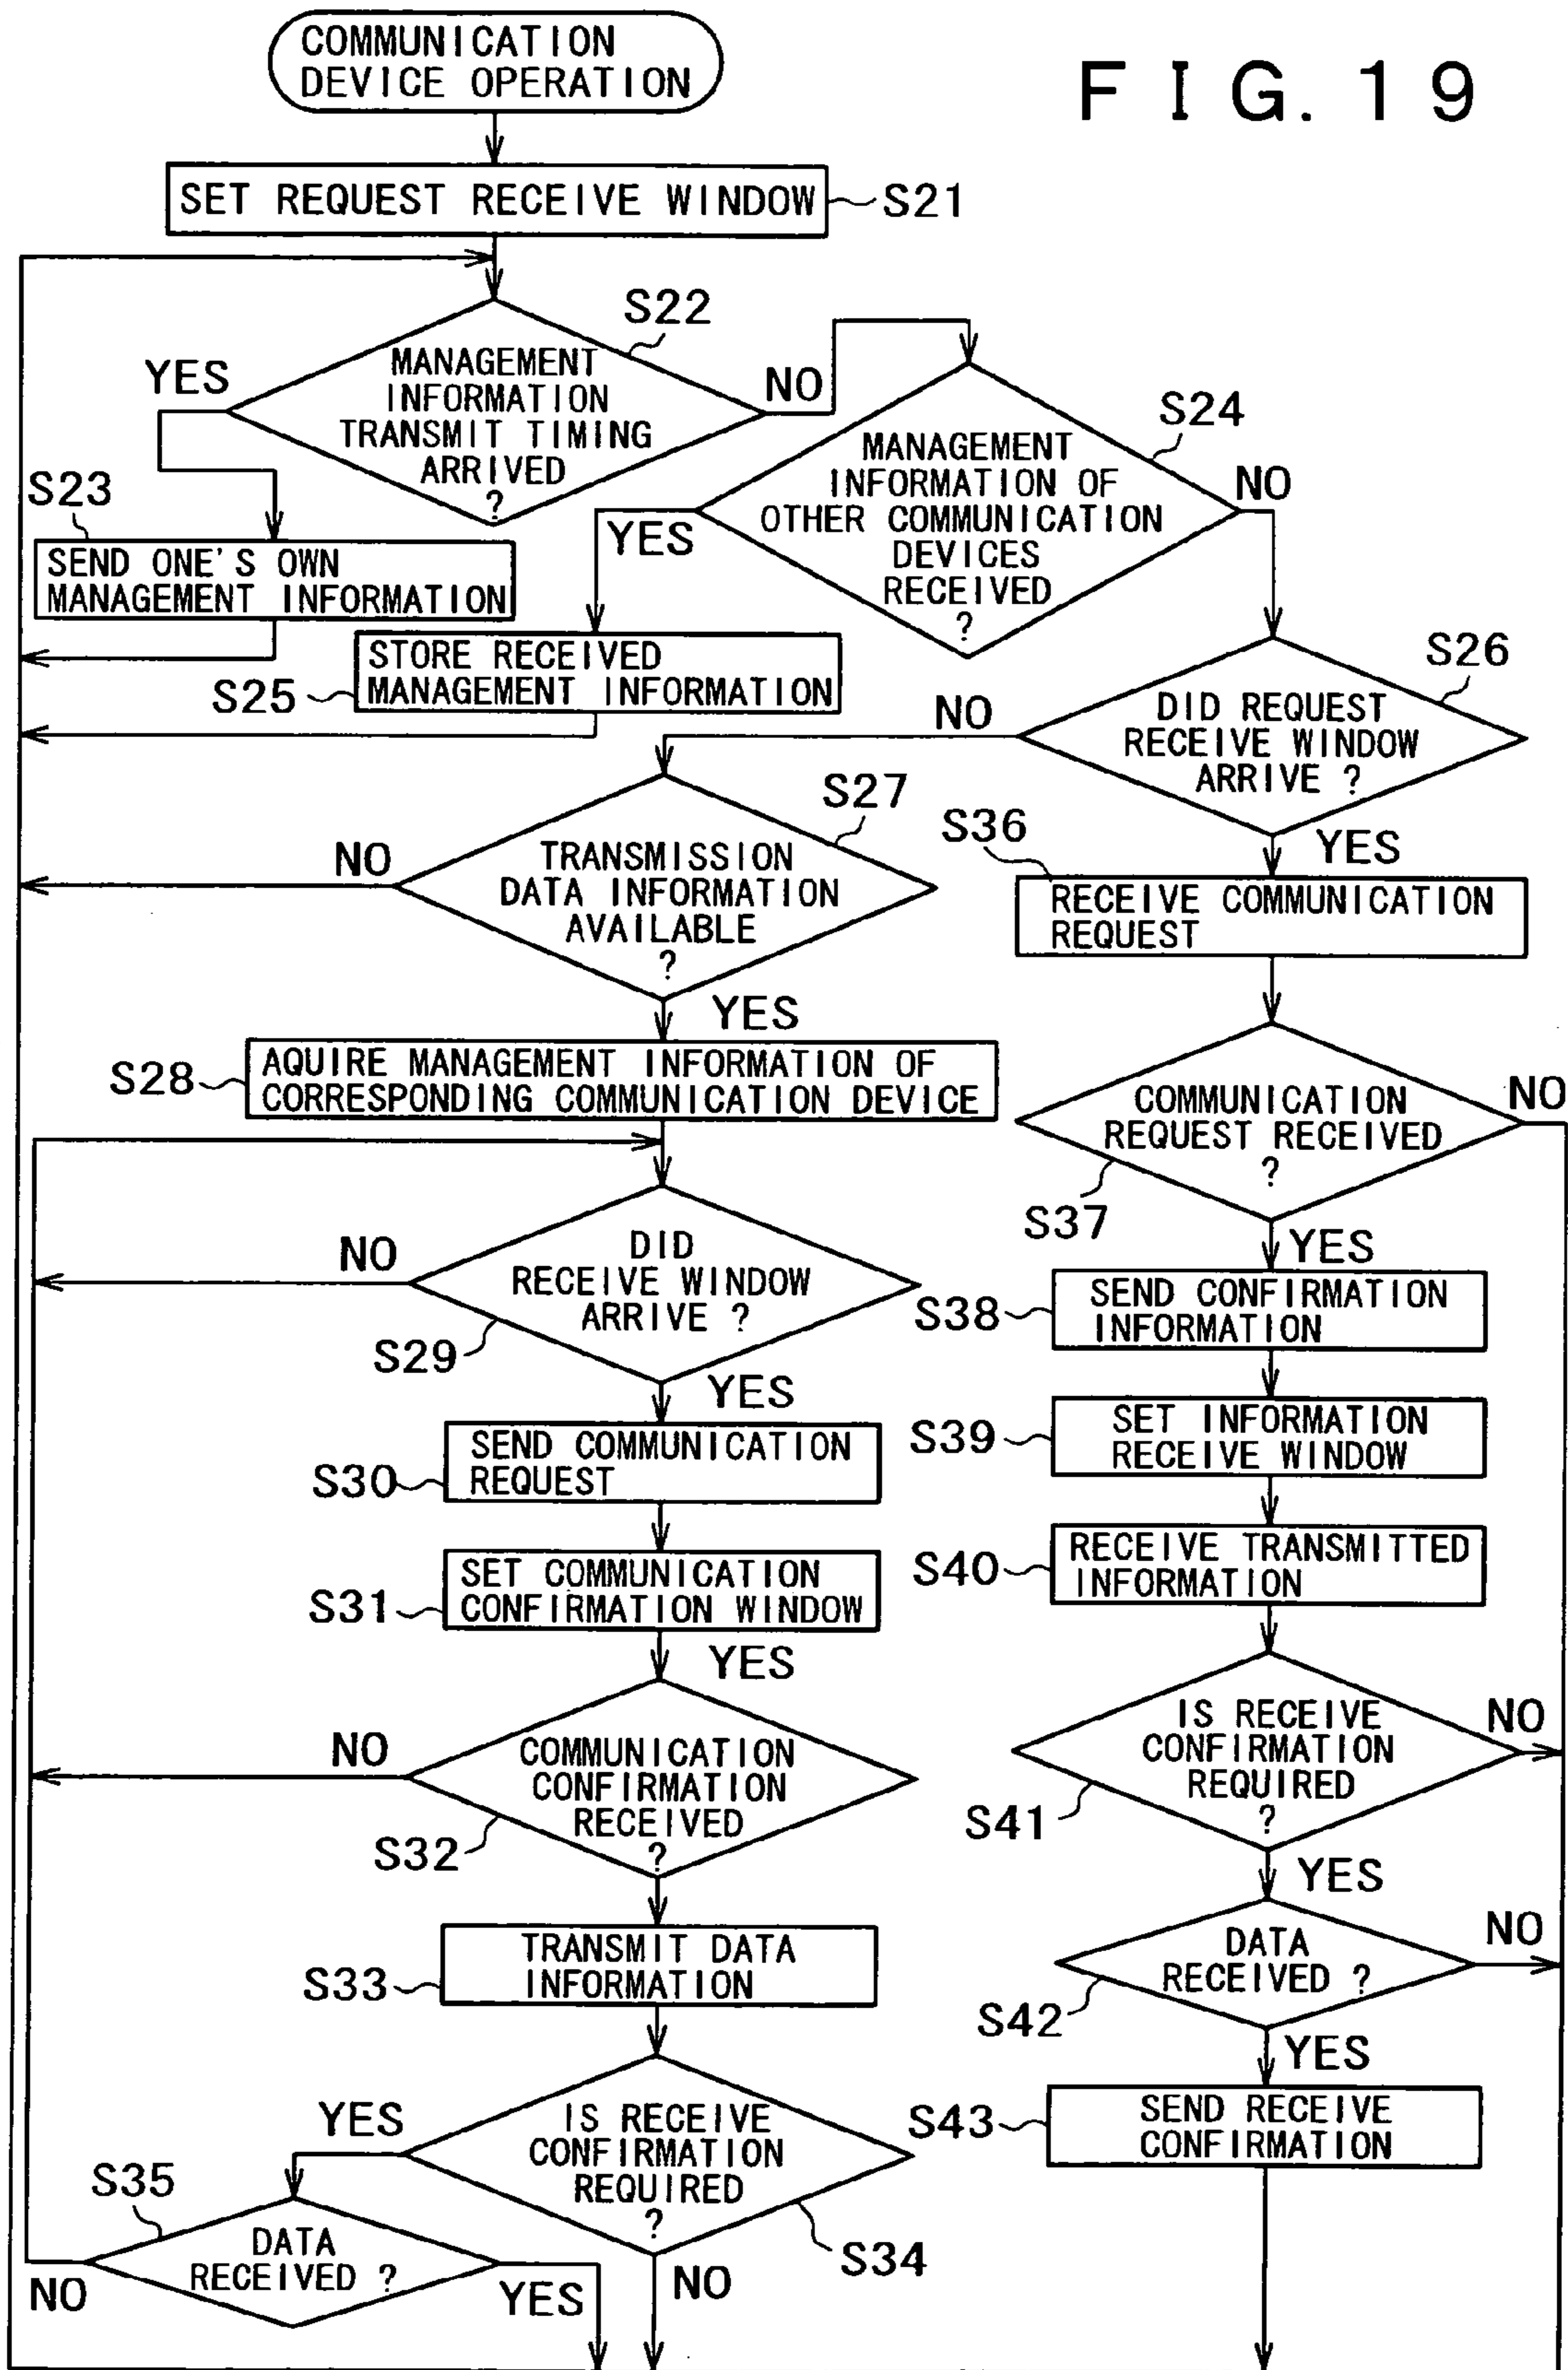 COMMUNICATION
DEVICE OPERATION
FIG. 19
SET REQUEST RECEIVE WINDOW
S21
S22
MANAGEMENT
INFORMATION
TRANSMIT TIMING
ARRIVED
?
YES
NO
S23
SEND ONE'S OWN
MANAGEMENT INFORMATION
S24
MANAGEMENT
INFORMATION OF
OTHER COMMUNICATION
DEVICES
RECEIVED
?
YES
NO
STORE RECEIVED
MANAGEMENT INFORMATION
S25
S26
DID REQUEST
RECEIVE WINDOW
ARRIVE ?
NO
YES
S27
TRANSMISSION
DATA INFORMATION
AVAILABLE
?
NO
YES
S28
AQUIRE MANAGEMENT INFORMATION OF
CORRESPONDING COMMUNICATION DEVICE
DID
RECEIVE WINDOW
ARRIVE ?
NO
S29
YES
SEND COMMUNICATION
REQUEST
S30
SET COMMUNICATION
CONFIRMATION WINDOW
S31
YES
COMMUNICATION
CONFIRMATION
RECEIVED
?
NO
S32
TRANSMIT DATA
INFORMATION
S33
IS RECEIVE
CONFIRMATION
REQUIRED
?
YES
S34
NO
S35
DATA
RECEIVED ?
NO
YES
S36
RECEIVE COMMUNICATION
REQUEST
COMMUNICATION
REQUEST RECEIVED
?
NO
S37
YES
S38
SEND CONFIRMATION
INFORMATION
S39
SET INFORMATION
RECEIVE WINDOW
S40
RECEIVE TRANSMITTED
INFORMATION
IS RECEIVE
CONFIRMATION
REQUIRED
?
NO
S41
YES
DATA
RECEIVED ?
NO
S42
YES
S43
SEND RECEIVE
CONFIRMATION